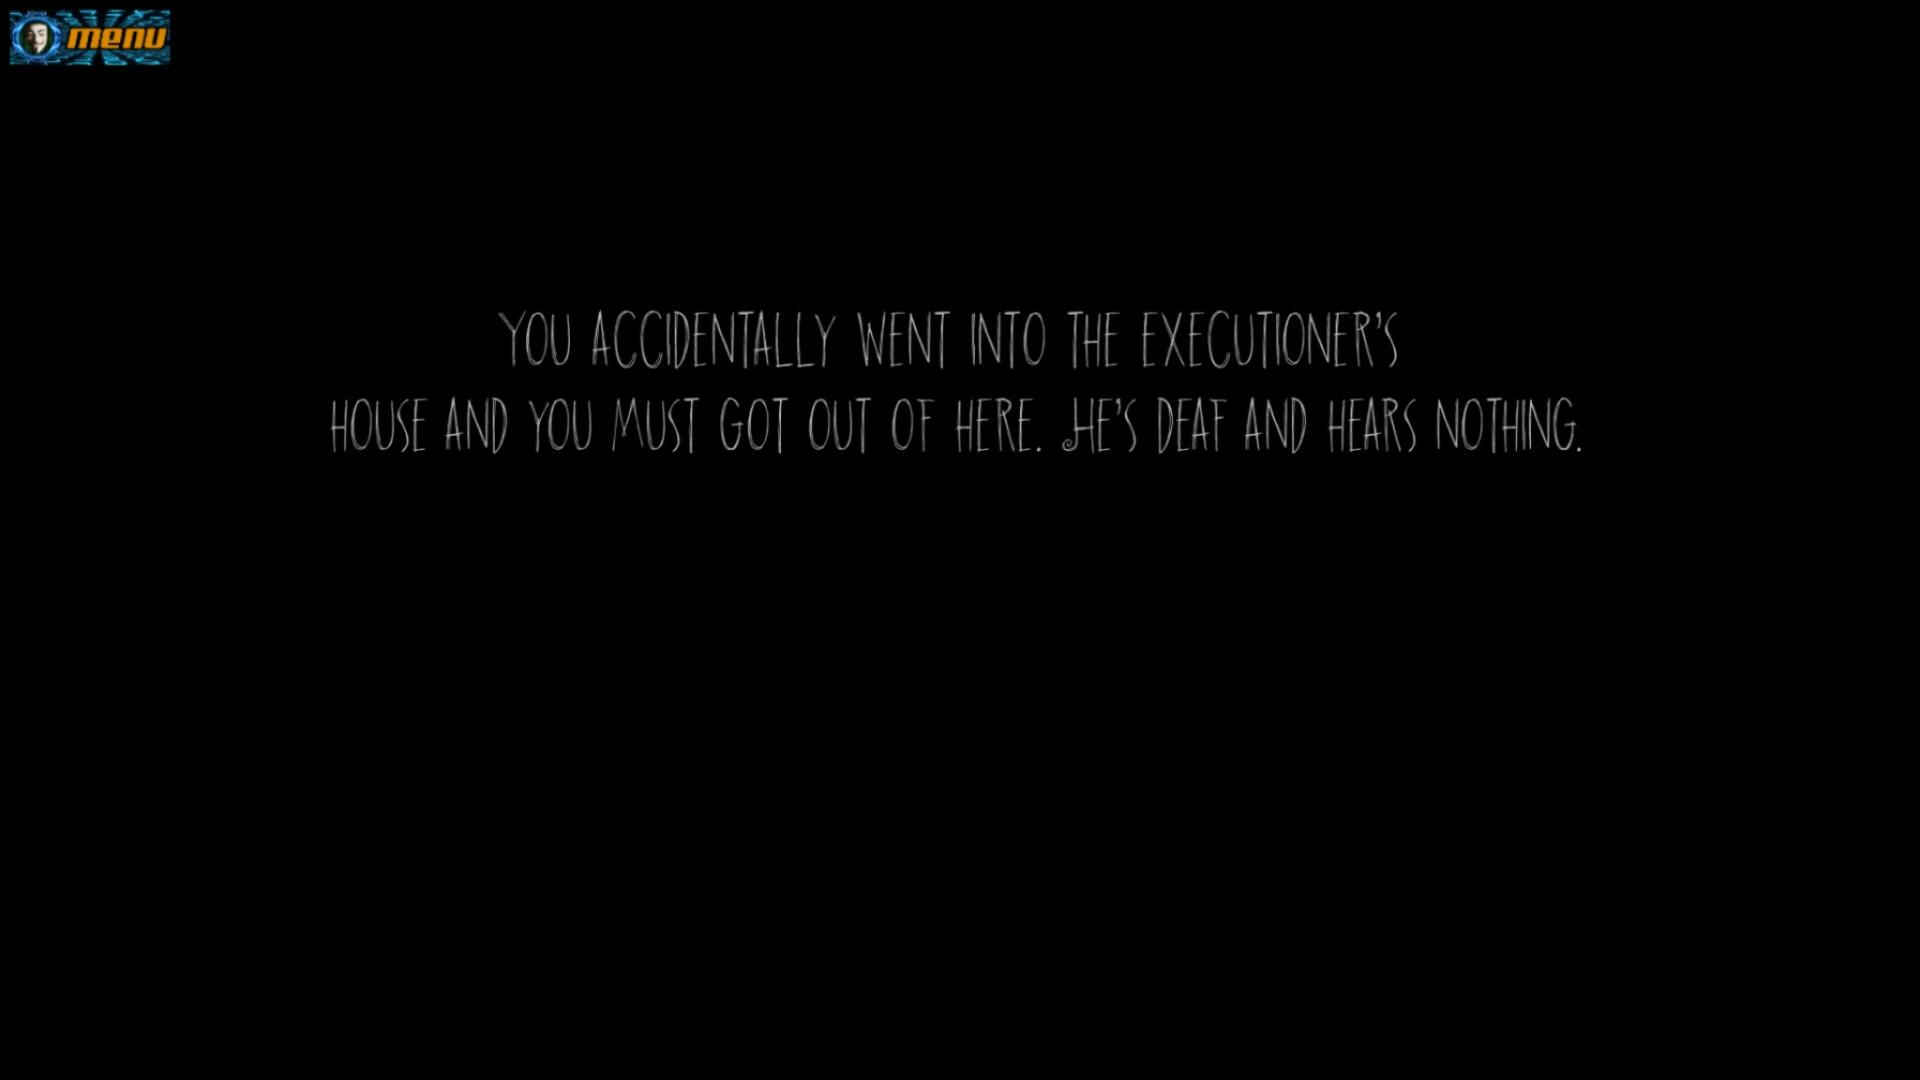 menu
YOU ACCIDENTALLY WENT INTO THE EXECUTIONER'S
HOUSE AND YOU MUST GOT OUT OF HERE. HE'S DEAF AND HEARS NOTHING.